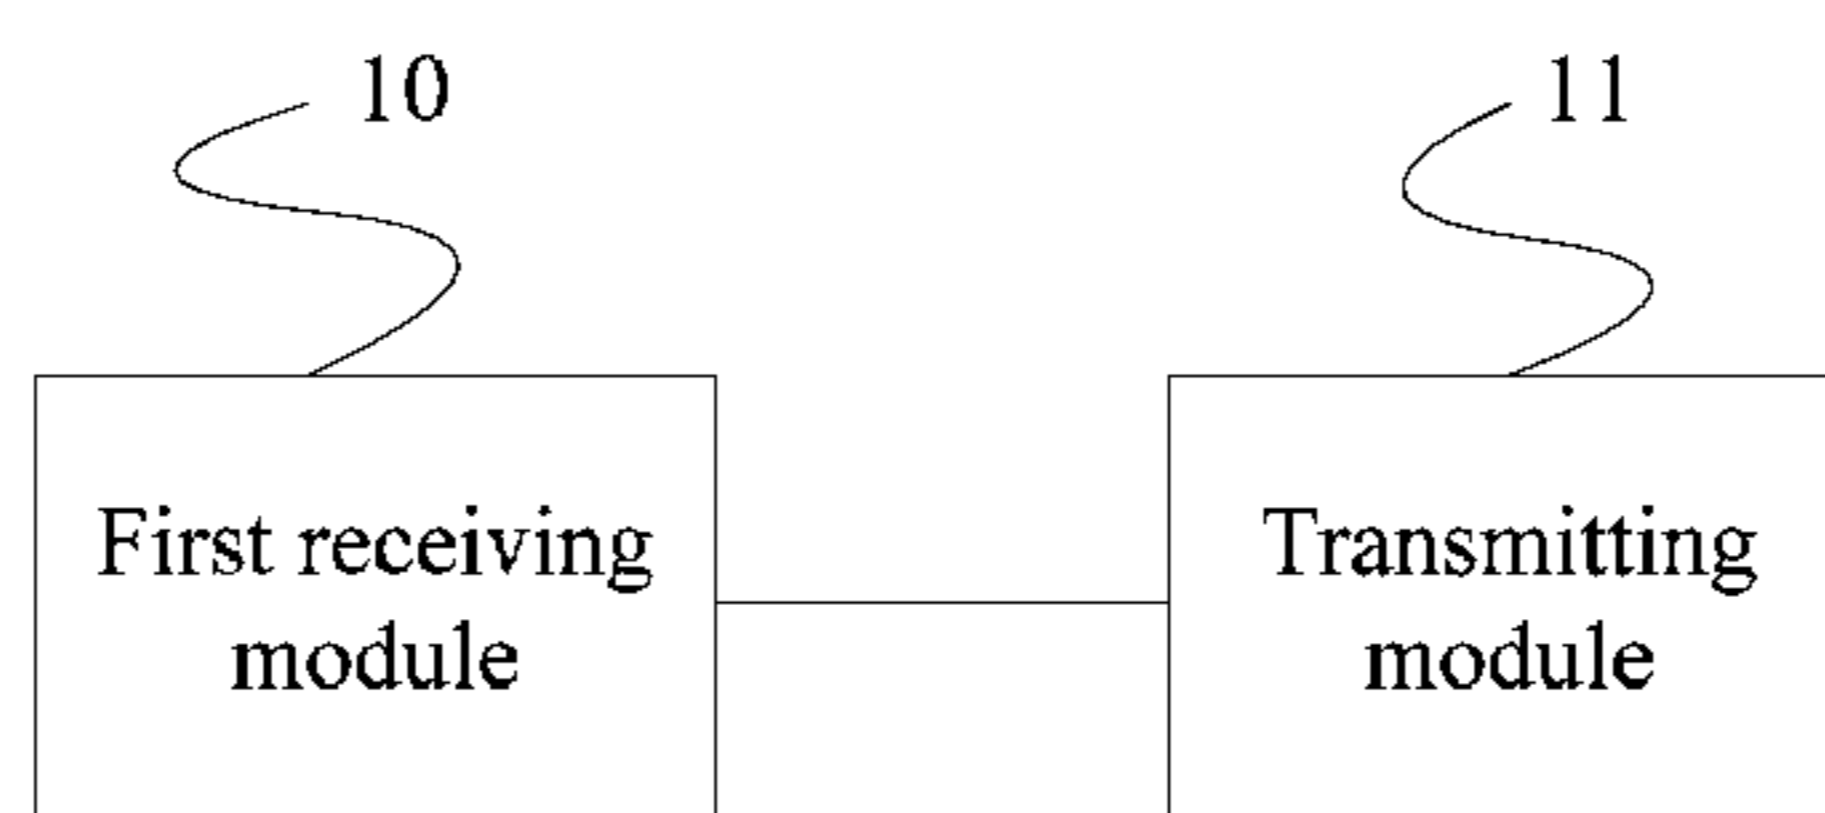 10
11
First receiving
module
Transmitting
module